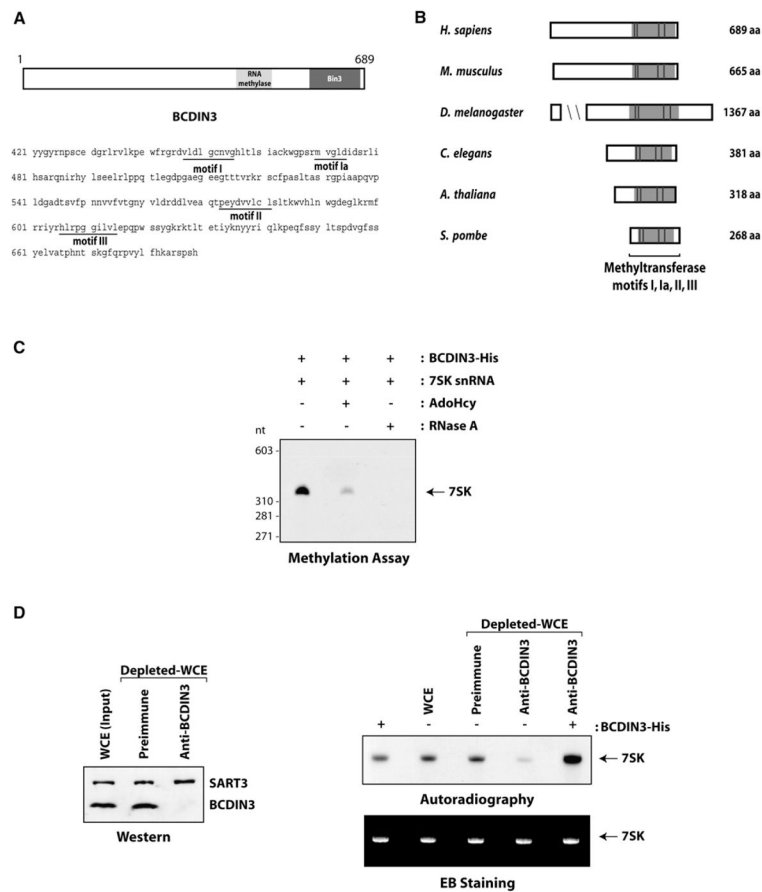 A
1 689
RNA methylase
Bin3
BCDIN3
421 yygyrnpsce dgrlrvlkpe wfrgrdvldl gcnvghltls iackwgpsrm vgldidsrli
motif I motif Ia
481 hsarqnirhy lseelrlppq tlegdpgaeg eegtttvrkr scfpasltas rgpiaapqvp
541 ldgadtsvfp nnvvfvtgny vldrddlvea qtpeydvvlc lsltkwvhln wgdeglkrmf
motif II
601 rriyrhlrpg gilvlepqpw ssygkrktlt etiyknyyri qlkpeqfssy ltspdvgfss
motif III
661 yelvatphnt skgfqrpvyl fhkarspsh
B
H. sapiens 689 aa
M. musculus 665 aa
D. melanogaster 1367 aa
C. elegans 381 aa
A. thaliana 318 aa
S. pombe 268 aa
Methyltransferase
motifs I, Ia, II, III
C
+ + + : BCDIN3-His
+ + + : 7SK snRNA
- + - : AdoHcy
- - + : RNase A
nt
603 -
310 -
281 -
271 -
← 7SK
Methylation Assay
D
Depleted-WCE
WCE (Input)
Preimmune
Anti-BCDIN3
SART3
BCDIN3
Western
Depleted-WCE
WCE
Preimmune
Anti-BCDIN3
Anti-BCDIN3
+ - - - + :BCDIN3-His
← 7SK
Autoradiography
← 7SK
EB Staining